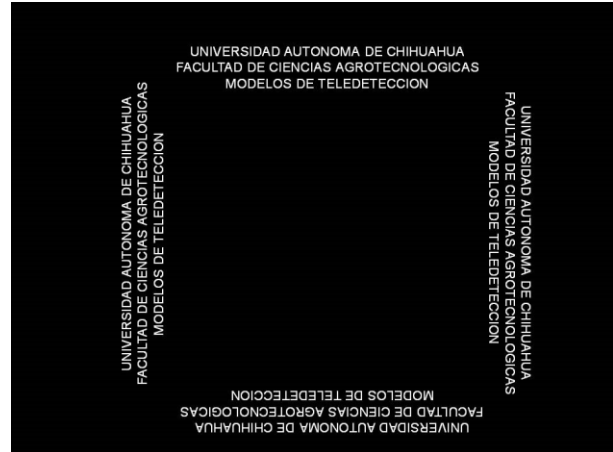 UNIVERSIDAD AUTONOMA DE CHIHUAHUA
FACULTAD DE CIENCIAS AGROTECNOLOGICAS
MODELOS DE TELEDETECCION
UNIVERSIDAD AUTONOMA DE CHIHUAHUA
FACULTAD DE CIENCIAS AGROTECNOLOGICAS
MODELOS DE TELEDETECCION
UNIVERSIDAD AUTONOMA DE CHIHUAHUA
FACULTAD DE CIENCIAS AGROTECNOLOGICAS
MODELOS DE TELEDETECCION
UNIVERSIDAD AUTONOMA DE CHIHUAHUA
FACULTAD DE CIENCIAS AGROTECNOLOGICAS
MODELOS DE TELEDETECCION